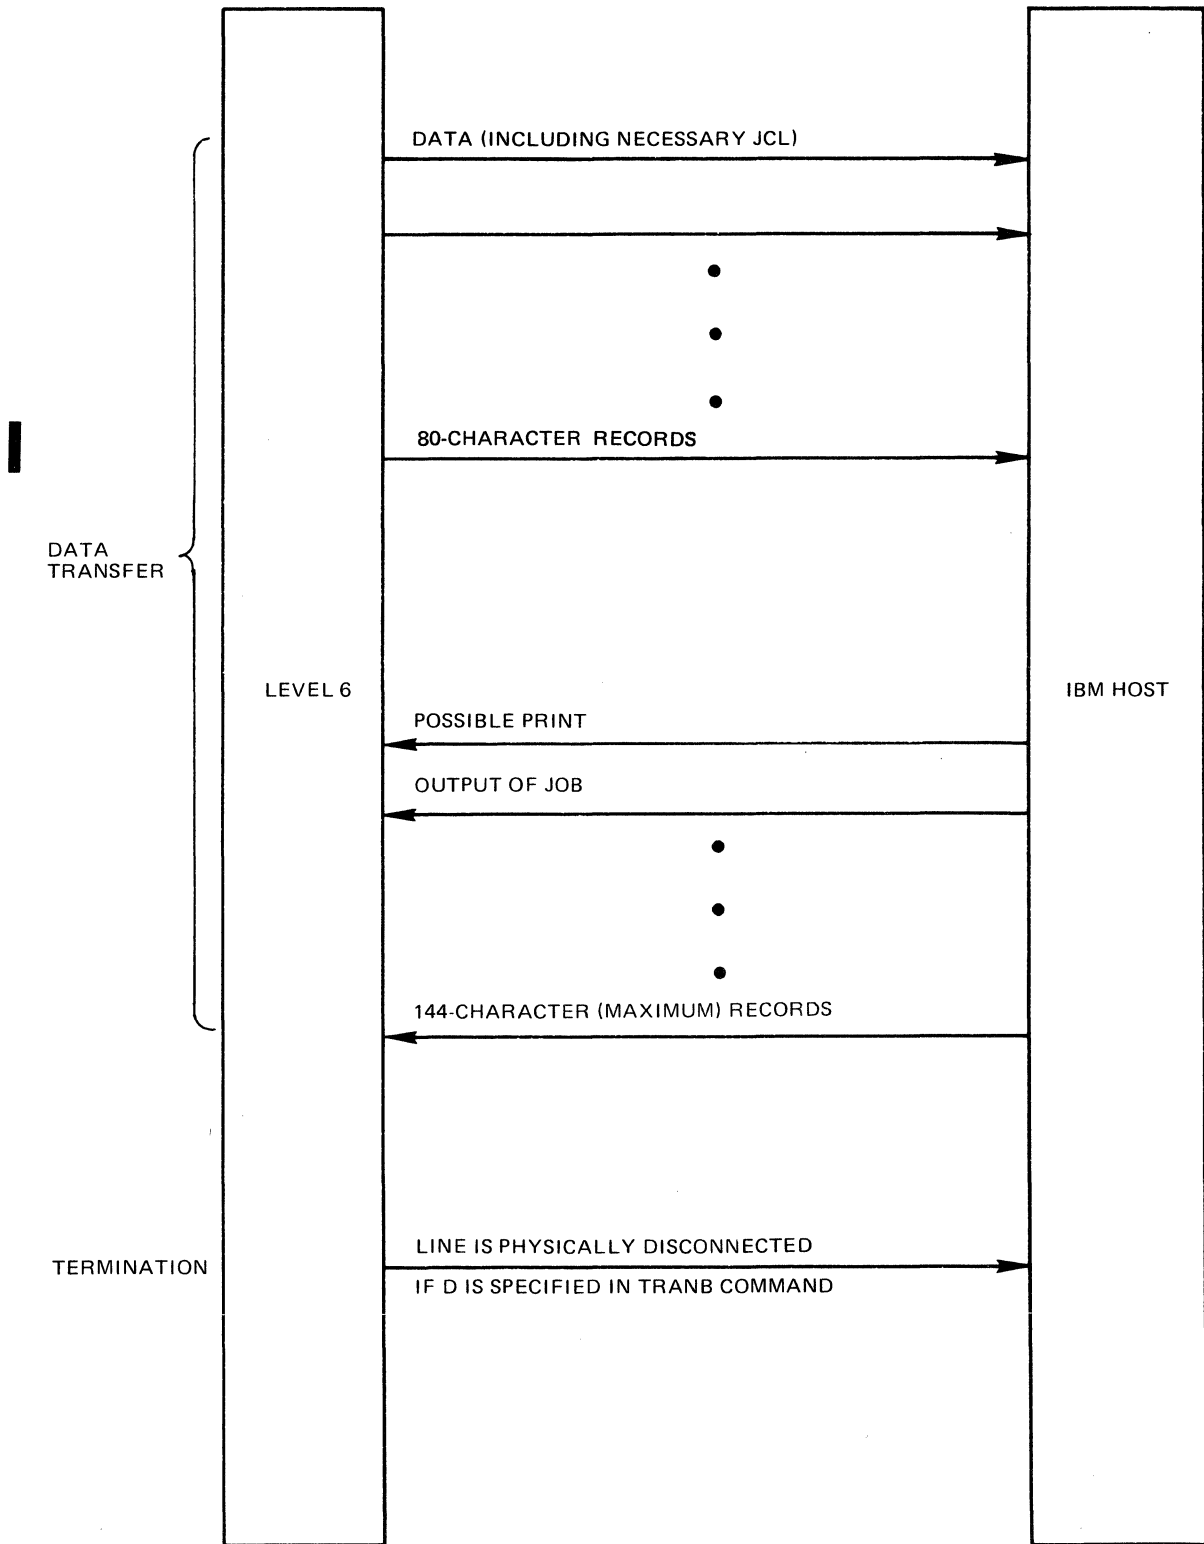 DATA (INCLUDING NECESSARY JCL)
80-CHARACTER RECORDS
DATA
TRANSFER
LEVEL 6
IBM HOST
POSSIBLE PRINT
OUTPUT OF JOB
144-CHARACTER (MAXIMUM) RECORDS
TERMINATION
LINE IS PHYSICALLY DISCONNECTED
IF D IS SPECIFIED IN TRANB COMMAND